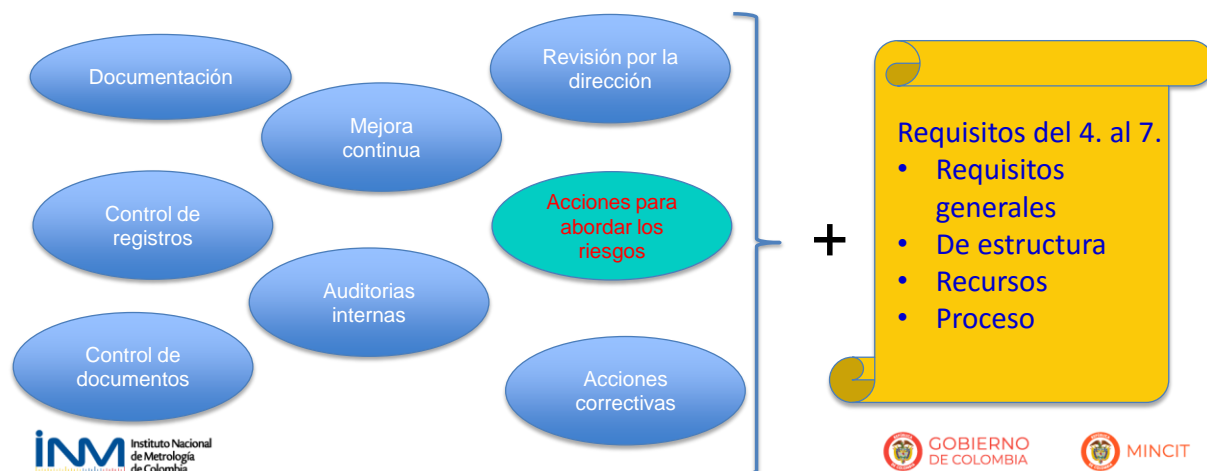 Documentación
Revisión por la
dirección
Mejora
continua
Control de
registros
Acciones para
abordar los
riesgos
Auditorias
internas
Control de
documentos
Acciones
correctivas
+
Requisitos del 4. al 7.
• Requisitos
generales
• De estructura
• Recursos
• Proceso
INM
Instituto Nacional
de Metrología
de Colombia
GOBIERNO
DE COLOMBIA
MINCIT